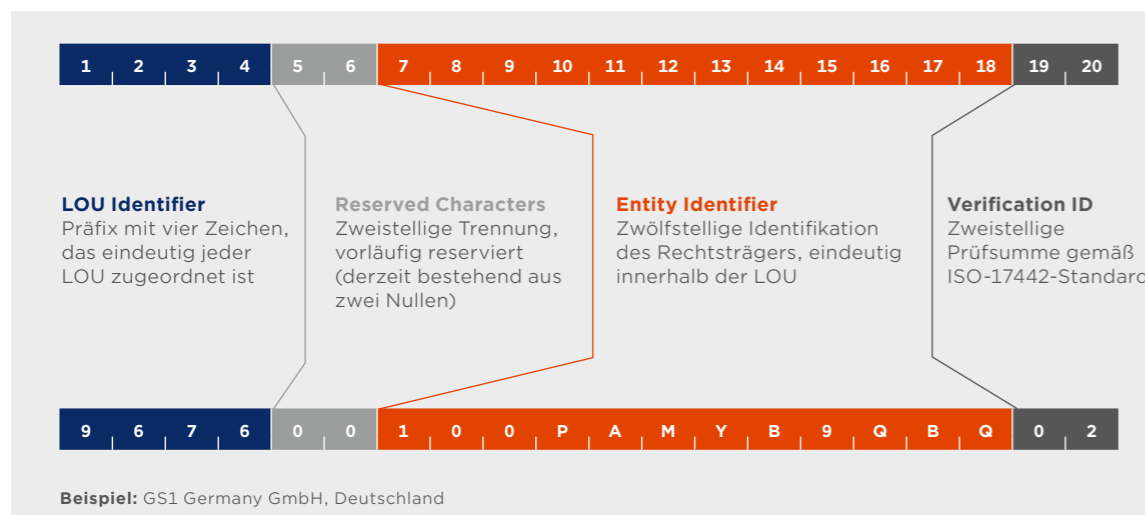 1 2 3 4 5 6 7 8 9 10 11 12 13 14 15 16 17 18 19 20
LOU Identifier
Präfix mit vier Zeichen,
das eindeutig jeder
LOU zugeordnet ist
Reserved Characters
Zweistellige Trennung,
vorläufig reserviert
(derzeit bestehend aus
zwei Nullen)
Entity Identifier
Zwölfstellige Identifikation
des Rechtsträgers, eindeutig
innerhalb der LOU
Verification ID
Zweistellige
Prüfsumme gemäß
ISO-17442-Standard
9 6 7 6 0 0 1 0 0 P A M Y B 9 Q B Q 0 2
Beispiel: GS1 Germany GmbH, Deutschland